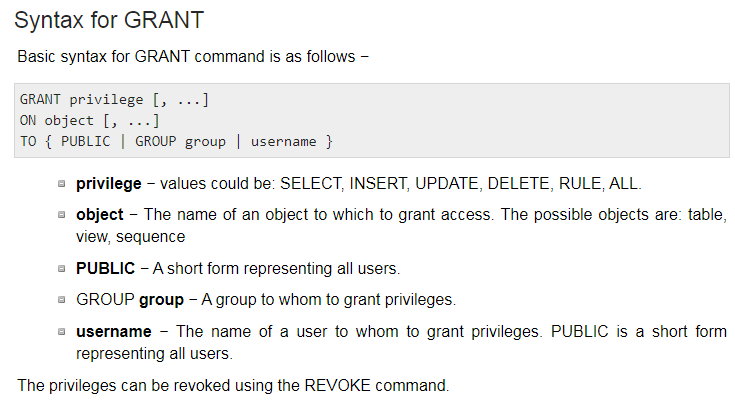 Syntax for GRANT
Basic syntax for GRANT command is as follows −
GRANT privilege [, ...]
ON object [, ...]
TO { PUBLIC | GROUP group | username }
privilege − values could be: SELECT, INSERT, UPDATE, DELETE, RULE, ALL.
object − The name of an object to which to grant access. The possible objects are: table,
view, sequence
PUBLIC − A short form representing all users.
GROUP group − A group to whom to grant privileges.
username − The name of a user to whom to grant privileges. PUBLIC is a short form
representing all users.
The privileges can be revoked using the REVOKE command.